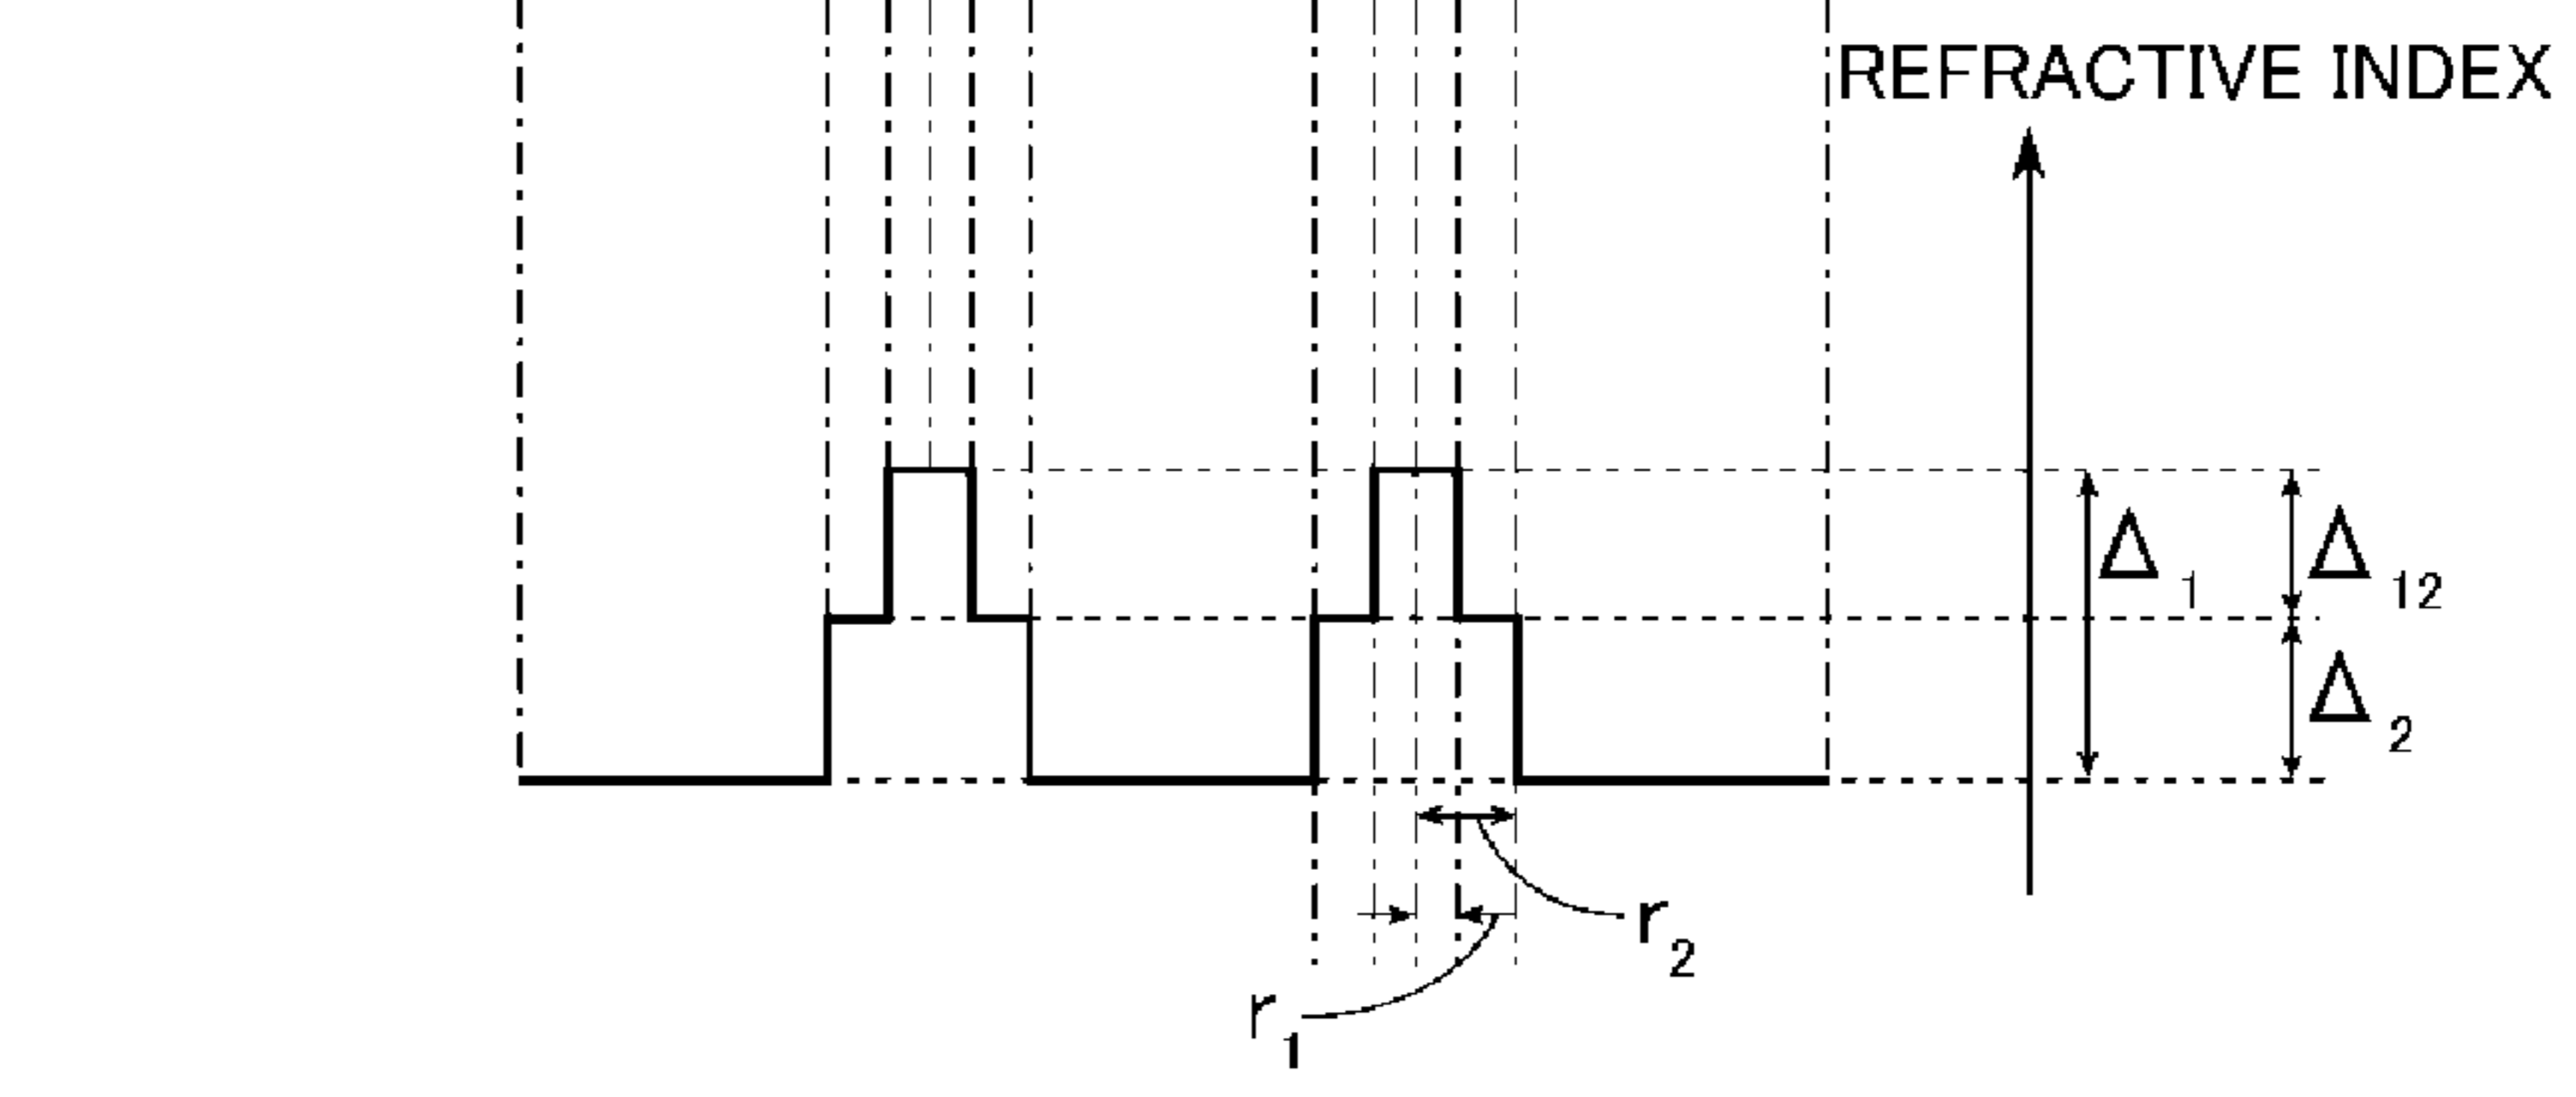 REFRACTIVE INDEX
Δ1
Δ12
Δ2
r2
r1